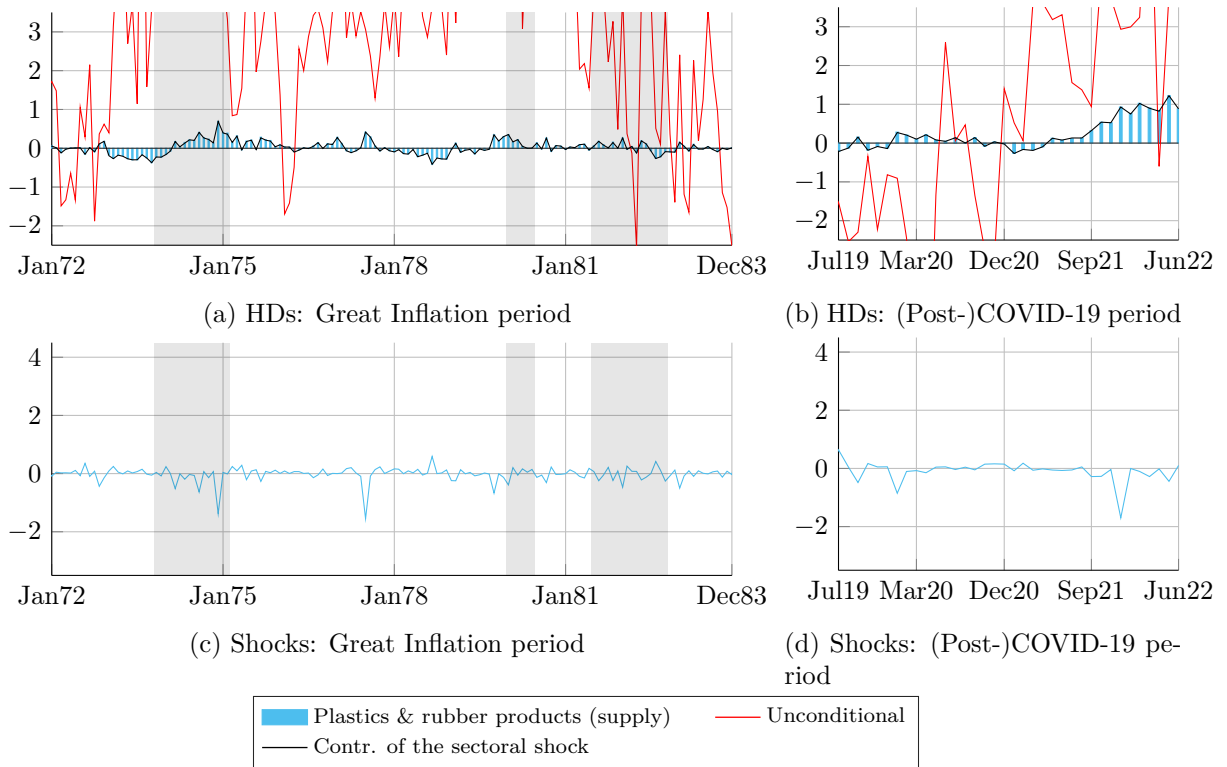 3
2
1
0
−1
−2
Jan72 Jan75 Jan78 Jan81 Dec83
(a) HDs: Great Inflation period
3
2
1
0
−1
−2
Jul19 Mar20 Dec20 Sep21 Jun22
(b) HDs: (Post-)COVID-19 period
4
2
0
−2
Jan72 Jan75 Jan78 Jan81 Dec83
(c) Shocks: Great Inflation period
4
2
0
−2
Jul19 Mar20 Dec20 Sep21 Jun22
(d) Shocks: (Post-)COVID-19 pe-
riod
Plastics & rubber products (supply) Unconditional
Contr. of the sectoral shock